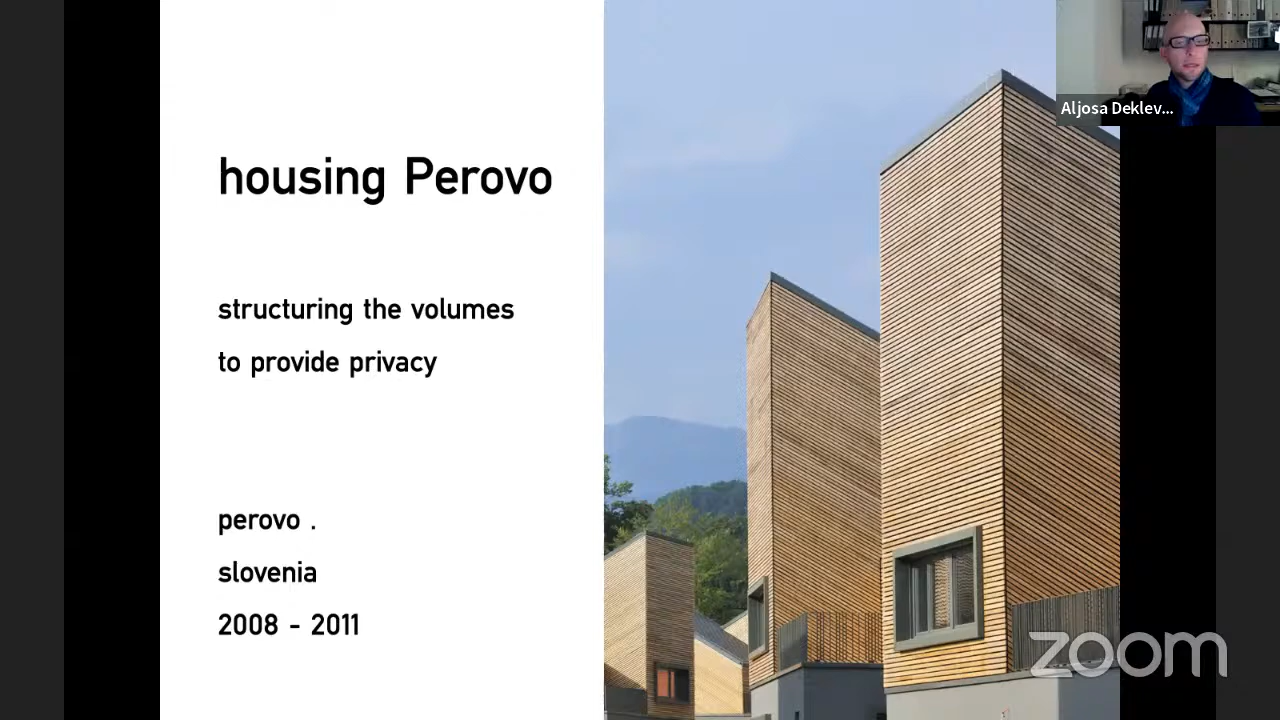 housing Perovo
structuring the volumes
to provide privacy
perovo .
slovenia
2008 - 2011
Aljosa Deklev...
zoom